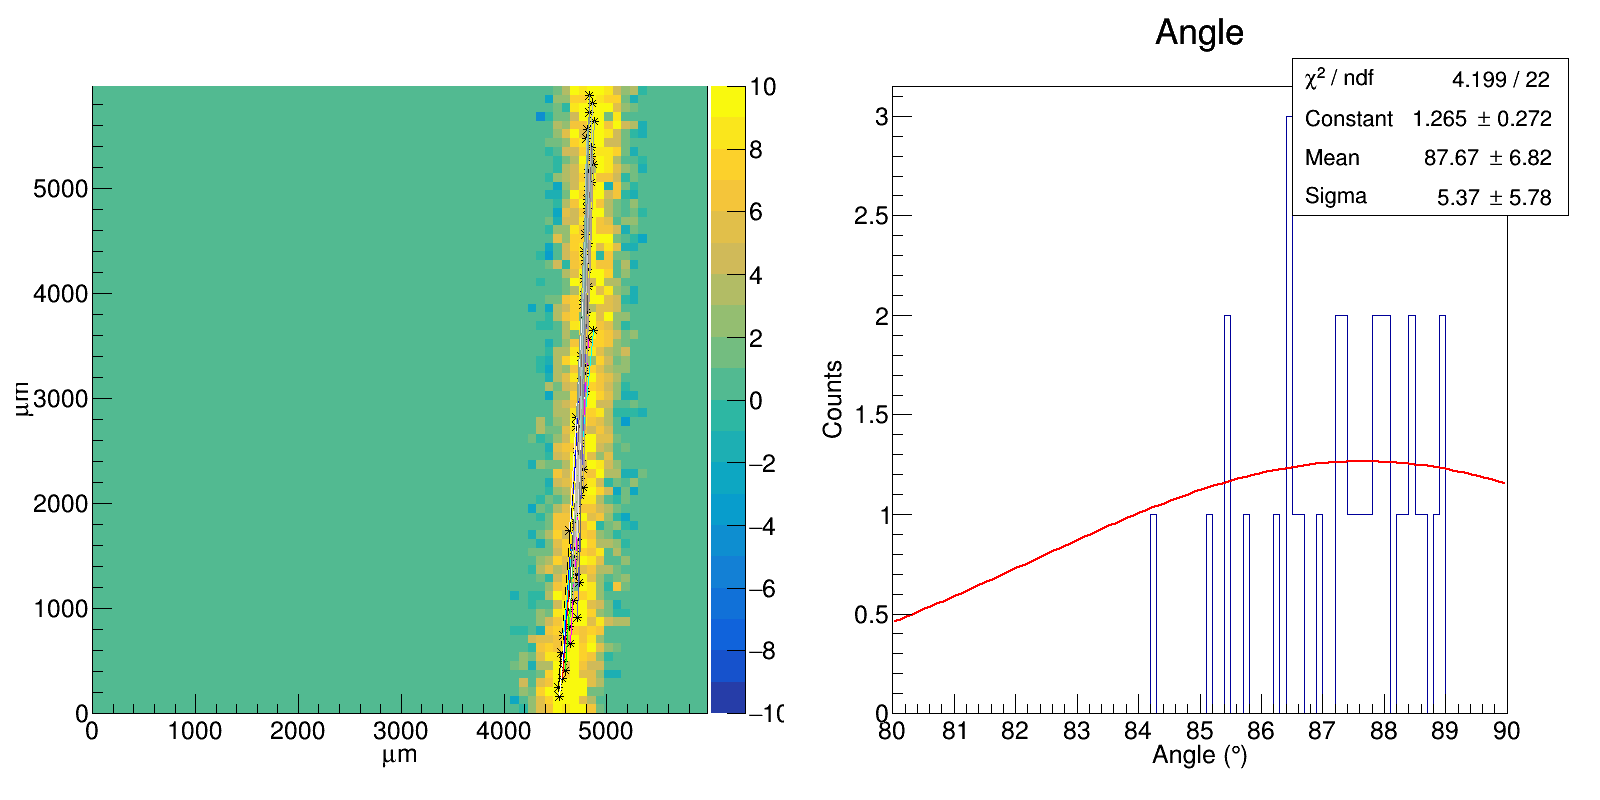 Angle
χ² / ndf 4.199 / 22
Constant 1.265 ± 0.272
Mean 87.67 ± 6.82
Sigma 5.37 ± 5.78
μm
5000
4000
3000
2000
1000
0
0 1000 2000 3000 4000 5000
μm
10
8
6
4
2
0
−2
−4
−6
−8
−10
Counts
3
2.5
2
1.5
1
0.5
0
80 81 82 83 84 85 86 87 88 89 90
Angle (°)